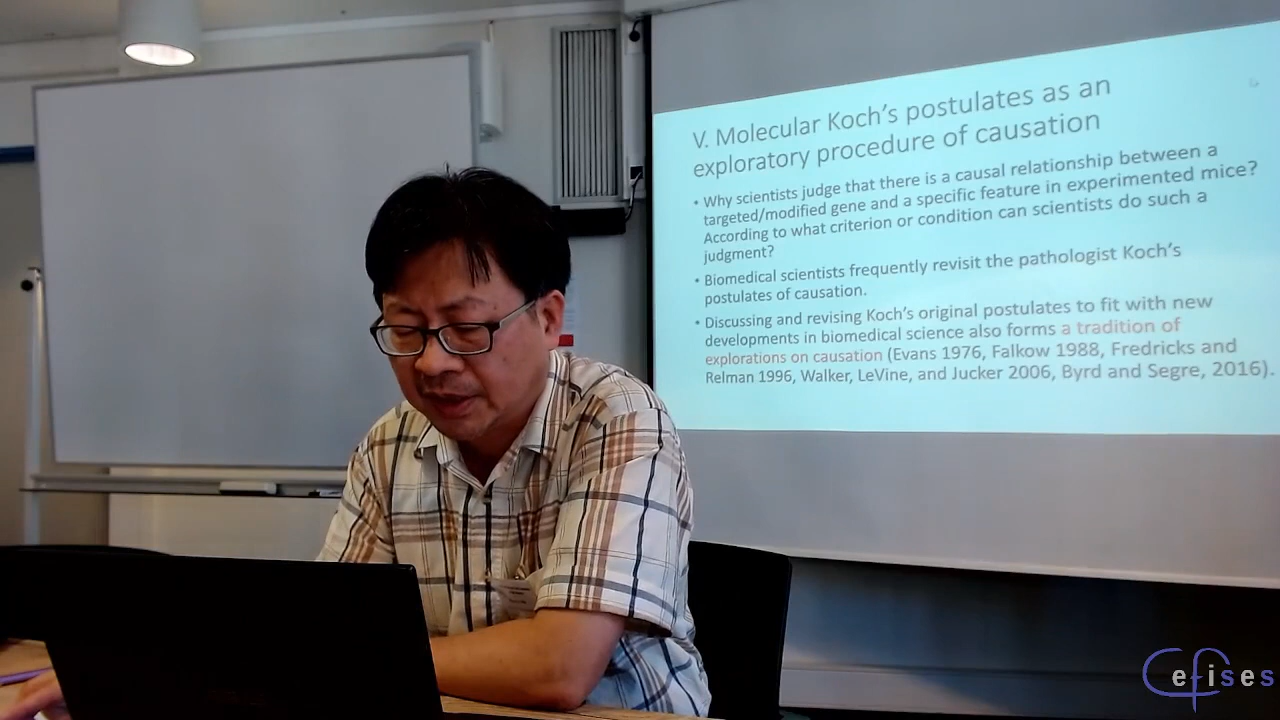 V. Molecular Koch's postulates as an
exploratory procedure of causation
• Why scientists judge that there is a causal relationship between a
targeted/modified gene and a specific feature in experimented mice?
According to what criterion or condition can scientists do such a
judgment?
• Biomedical scientists frequently revisit the pathologist Koch's
postulates of causation.
• Discussing and revising Koch's original postulates to fit with new
developments in biomedical science also forms a tradition of
explorations on causation (Evans 1976, Falkow 1988, Fredricks and
Relman 1996, Walker, LeVine, and Jucker 2006, Byrd and Segre, 2016).
Cefises